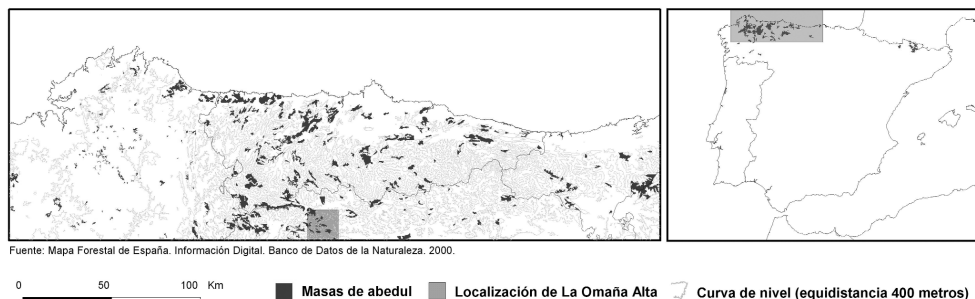 Fuente: Mapa Forestal de España. Información Digital. Banco de Datos de la Naturaleza. 2000.
0 50 100 Km
Masas de abedul
Localización de La Omaña Alta
Curva de nivel (equidistancia 400 metros)